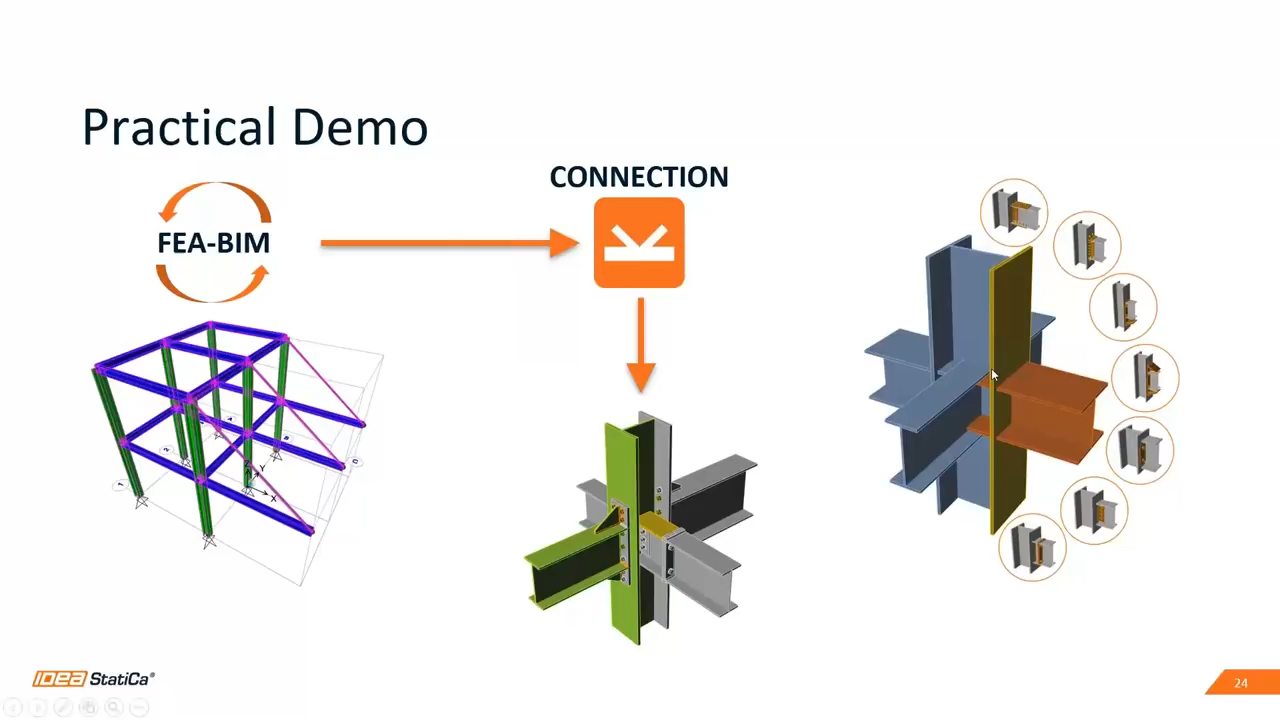 Practical Demo
CONNECTION
FEA-BIM
Z
Y
X
IDEA StatiCa®
24